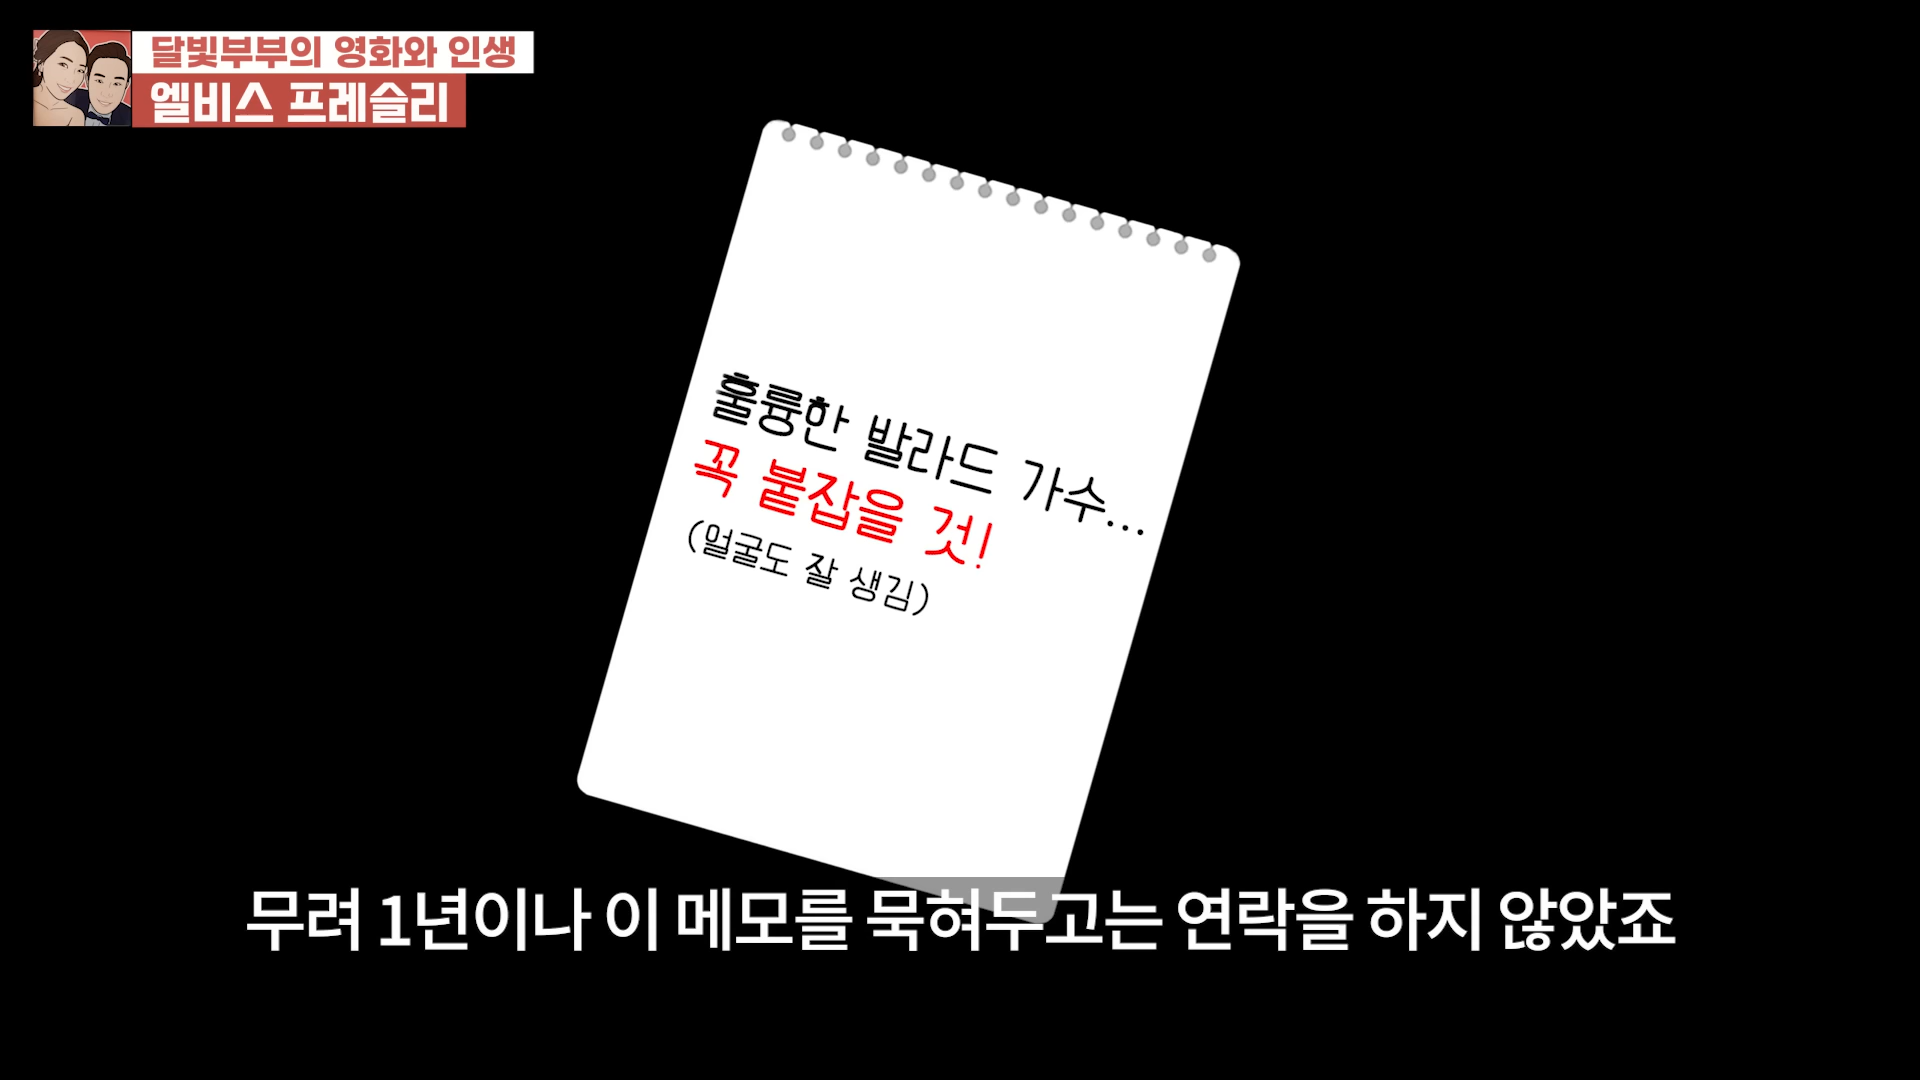 달빛부부의 영화와 인생
엘비스 프레슬리
훌륭한 발라드 가수...
꼭 붙잡을 것!
(얼굴도 잘 생김)
무려 1년이나 이 메모를 묵혀두고는 연락을 하지 않았죠